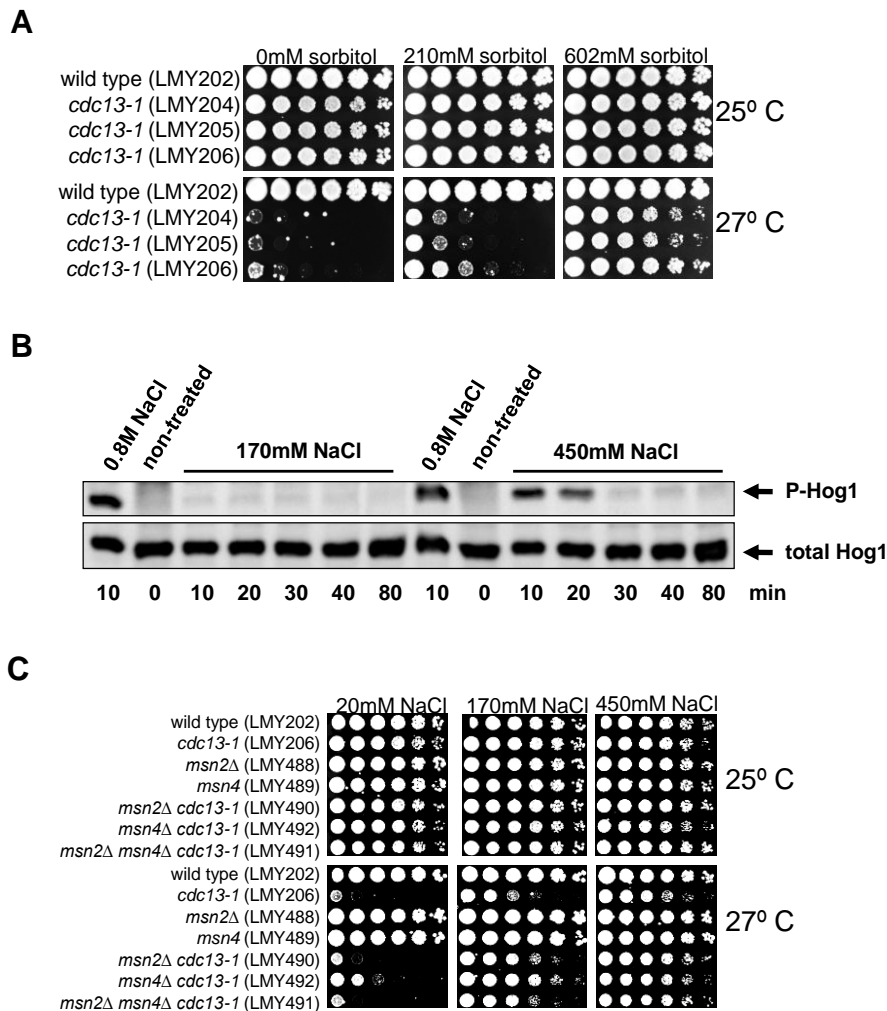 A
0mM sorbitol 210mM sorbitol 602mM sorbitol
wild type (LMY202)
cdc13-1 (LMY204)
cdc13-1 (LMY205)
cdc13-1 (LMY206)
25º C
wild type (LMY202)
cdc13-1 (LMY204)
cdc13-1 (LMY205)
cdc13-1 (LMY206)
27º C
B
0.8M NaCl non-treated 170mM NaCl 0.8M NaCl non-treated 450mM NaCl
P-Hog1
total Hog1
10 0 10 20 30 40 80 10 0 10 20 30 40 80 min
C
20mM NaCl 170mM NaCl 450mM NaCl
wild type (LMY202)
cdc13-1 (LMY206)
msn2Δ (LMY488)
msn4 (LMY489)
msn2Δ cdc13-1 (LMY490)
msn4Δ cdc13-1 (LMY492)
msn2Δ msn4Δ cdc13-1 (LMY491)
25º C
wild type (LMY202)
cdc13-1 (LMY206)
msn2Δ (LMY488)
msn4 (LMY489)
msn2Δ cdc13-1 (LMY490)
msn4Δ cdc13-1 (LMY492)
msn2Δ msn4Δ cdc13-1 (LMY491)
27º C